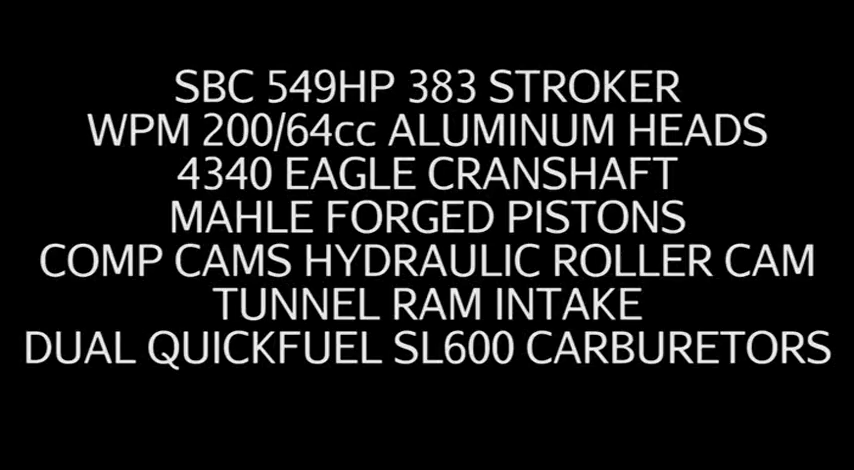 SBC 549HP 383 STROKER
WPM 200/64cc ALUMINUM HEADS
4340 EAGLE CRANSHAFT
MAHLE FORGED PISTONS
COMP CAMS HYDRAULIC ROLLER CAM
TUNNEL RAM INTAKE
DUAL QUICKFUEL SL600 CARBURETORS